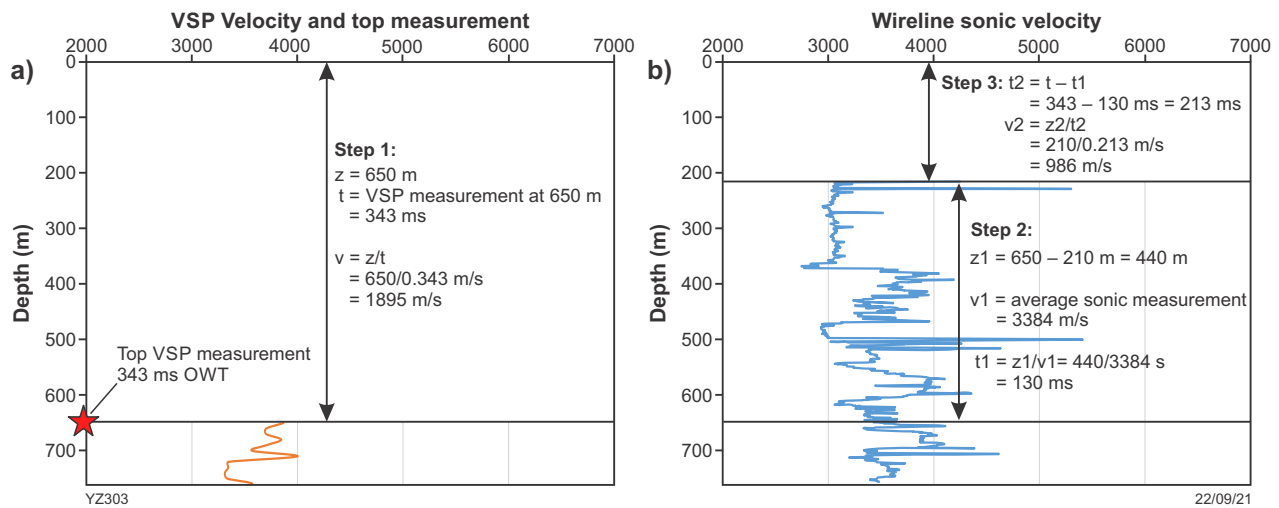 VSP Velocity and top measurement
2000 3000 4000 5000 6000 7000
a)
0
100
200
300
400
500
600
700
Depth (m)
Step 1:
z = 650 m
t = VSP measurement at 650 m
= 343 ms
v = z/t
= 650/0.343 m/s
= 1895 m/s
Top VSP measurement
343 ms OWT
YZ303
Wireline sonic velocity
2000 3000 4000 5000 6000 7000
b)
0
100
200
300
400
500
600
700
Depth (m)
Step 3: t2 = t – t1
= 343 – 130 ms = 213 ms
v2 = z2/t2
= 210/0.213 m/s
= 986 m/s
Step 2:
z1 = 650 – 210 m = 440 m
v1 = average sonic measurement
= 3384 m/s
t1 = z1/v1= 440/3384 s
= 130 ms
22/09/21